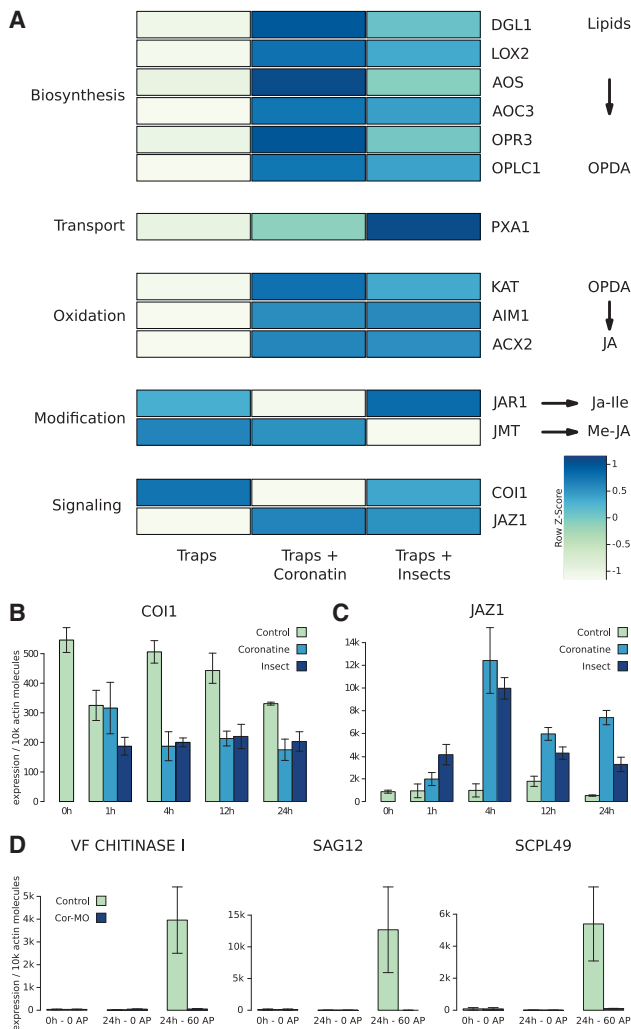 A
Biosynthesis
DGL1
Lipids
LOX2
AOS
AOC3
OPR3
OPLC1
OPDA
Transport
PXA1
Oxidation
KAT
OPDA
AIM1
ACX2
JA
Modification
JAR1
Ja-Ile
JMT
Me-JA
Signaling
COI1
JAZ1
Traps
Traps +
Coronatin
Traps +
Insects
Row Z-Score
1
0.5
0
-0.5
-1
B
COI1
expression / 10k actin molecules
500
400
300
200
100
0
Control
Coronatine
Insect
0h
1h
4h
12h
24h
C
JAZ1
14k
12k
10k
8k
6k
4k
2k
0
Control
Coronatine
Insect
0h
1h
4h
12h
24h
D
VF CHITINASE I
expression / 10k actin molecules
5k
4k
3k
2k
1k
0
Control
Cor-MO
0h - 0 AP
24h - 0 AP
24h - 60 AP
SAG12
15k
10k
5k
0
0h - 0 AP
24h - 0 AP
24h - 60 AP
SCPL49
6k
4k
2k
0
0h - 0 AP
24h - 0 AP
24h - 60 AP